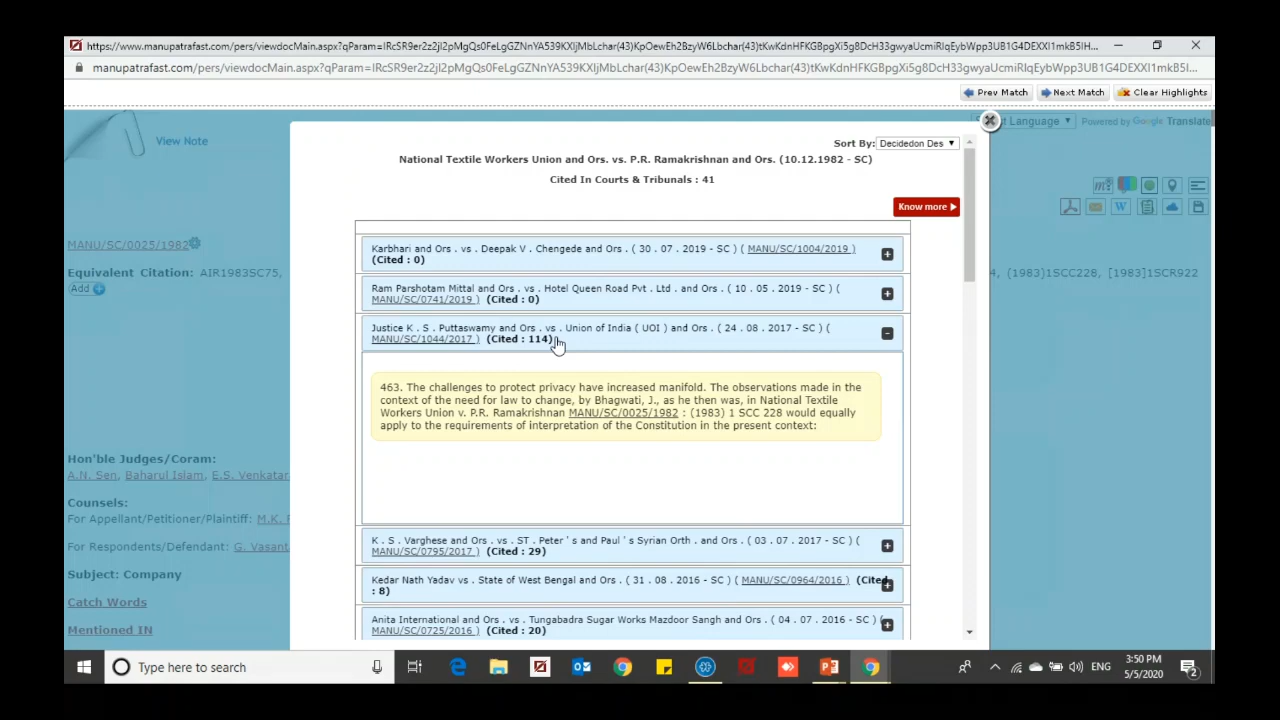 https://www.manupatrafast.com/pers/viewdocMain.aspx?qParam=IRcSR9er2z2jI2pMgQs0FeLgGZNnYA539KXIjMbLchar(43)KpOewEh2BzyW6Lbchar(43)tKwKdnHFKGBpgXi5g8DcH33gwyaUcmiRIqEybWpp3UB1G4DEXXI1mkB5IH...
manupatrafast.com/pers/viewdocMain.aspx?qParam=IRcSR9er2z2jI2pMgQs0FeLgGZNnYA539KXIjMbLchar(43)KpOewEh2BzyW6Lbchar(43)tKwKdnHFKGBpgXi5g8DcH33gwyaUcmiRIqEybWpp3UB1G4DEXXI1mkB5I...
Prev Match Next Match Clear Highlights
View Note
Language Powered by Google Translate
Sort By: Decidedon Des
National Textile Workers Union and Ors. vs. P.R. Ramakrishnan and Ors. (10.12.1982 - SC)
Cited In Courts & Tribunals : 41
Know more
MANU/SC/0025/1982
Equivalent Citation: AIR1983SC75,
4, (1983)1SCC228, [1983]1SCR922
Add
Karbhari and Ors . vs . Deepak V . Chengede and Ors . ( 30 . 07 . 2019 - SC ) ( MANU/SC/1004/2019 )
(Cited : 0)
Ram Parshotam Mittal and Ors . vs . Hotel Queen Road Pvt . Ltd . and Ors . ( 10 . 05 . 2019 - SC ) (
MANU/SC/0741/2019 ) (Cited : 0)
Justice K . S . Puttaswamy and Ors . vs . Union of India ( UOI ) and Ors . ( 24 . 08 . 2017 - SC ) (
MANU/SC/1044/2017 ) (Cited : 114)
463. The challenges to protect privacy have increased manifold. The observations made in the
context of the need for law to change, by Bhagwati, J., as he then was, in National Textile
Workers Union v. P.R. Ramakrishnan MANU/SC/0025/1982 : (1983) 1 SCC 228 would equally
apply to the requirements of interpretation of the Constitution in the present context:
Hon'ble Judges/Coram:
A.N. Sen, Baharul Islam, E.S. Venkatar
Counsels:
For Appellant/Petitioner/Plaintiff: M.K.
For Respondents/Defendant: G. Vasant
Subject: Company
Catch Words
Mentioned IN
K . S . Varghese and Ors . vs . ST . Peter ' s and Paul ' s Syrian Orth . and Ors . ( 03 . 07 . 2017 - SC ) (
MANU/SC/0795/2017 ) (Cited : 29)
Kedar Nath Yadav vs . State of West Bengal and Ors . ( 31 . 08 . 2016 - SC ) ( MANU/SC/0964/2016 ) (Cited
: 8)
Anita International and Ors . vs . Tungabadra Sugar Works Mazdoor Sangh and Ors . ( 04 . 07 . 2016 - SC ) (
MANU/SC/0725/2016 ) (Cited : 20)
Type here to search
ENG
3:50 PM
5/5/2020
2